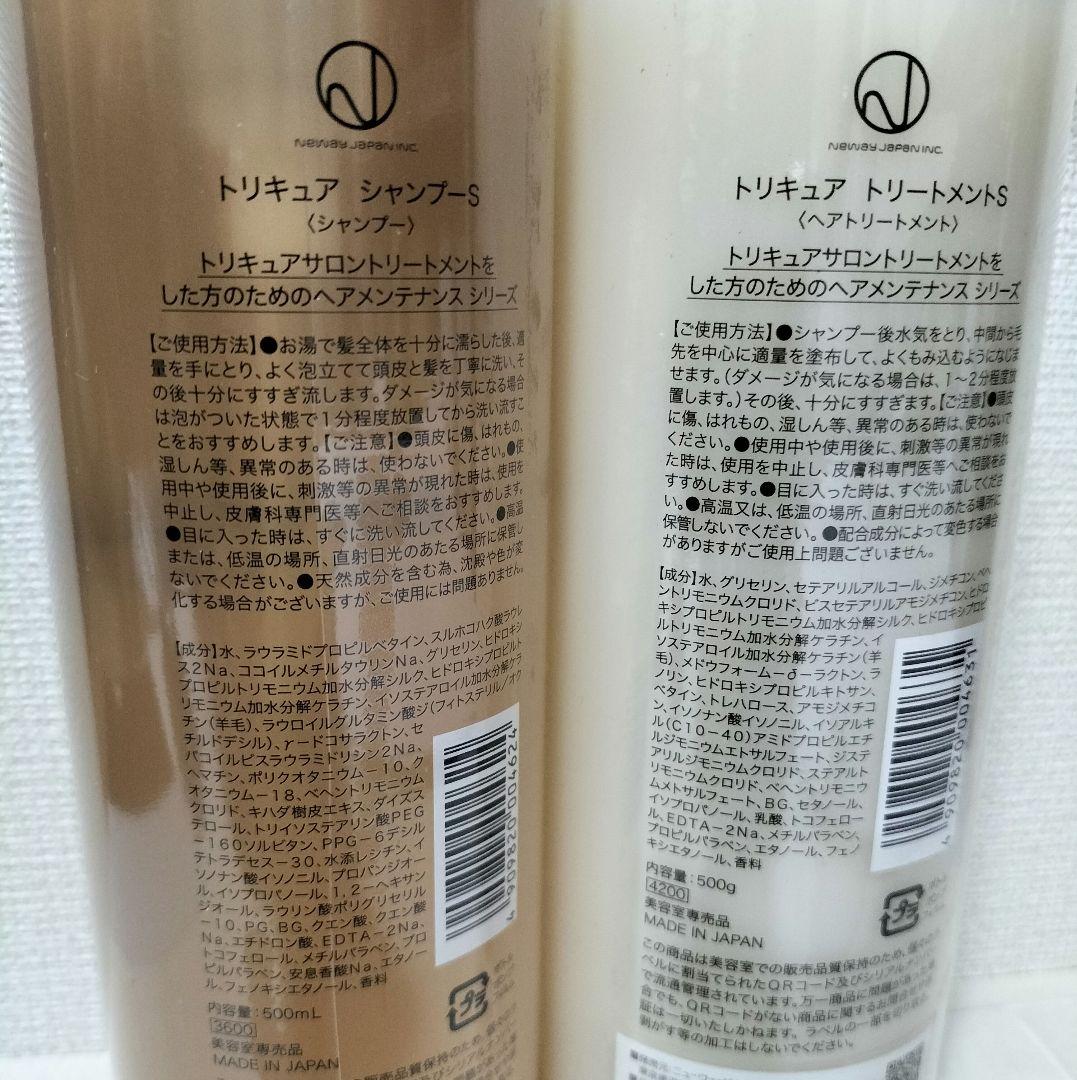 NeWaY JaPaN INC.
トリキュア シャンプーS
〈シャンプー〉
トリキュアサロントリートメントを
した方のためのヘアメンテナンス シリーズ
【ご使用方法】●お湯で髪全体を十分に濡らした後、適
量を手にとり、よく泡立てて頭皮と髪を丁寧に洗い、そ
の後十分にすすぎ流します。ダメージが気になる場合
は泡がついた状態で1分程度放置してから洗い流すこ
とをおすすめします。【ご注意】●頭皮に傷、はれもの、
湿しん等、異常のある時は、使わないでください。●使
用中や使用後に、刺激等の異常が現れた時は、使用を
中止し、皮膚科専門医等へご相談をおすすめします。
●目に入った時は、すぐに洗い流してください。●高温
または、低温の場所、直射日光のあたる場所に保管し
ないでください。●天然成分を含む為、沈殿や色が変
化する場合がございますが、ご使用には問題ありません。
【成分】水、ラウラミドプロピルベタイン、スルホコハク酸ラウレ
ス2Na、ココイルメチルタウリンNa、グリセリン、ヒドロキシ
プロピルトリモニウム加水分解シルク、ヒドロキシプロピルト
リモニウム加水分解ケラチン、イソステアロイル加水分解ケラ
チン(羊毛)、ラウロイルグルタミン酸ジ(フィトステリル/オク
チルドデシル)、γ－ドコサラクトン、セ
バコイルビスラウラミドリシン2Na、
ヘマチン、ポリクオタニウム－10、ク
オタニウム－18、ベヘントリモニウム
クロリド、キハダ樹皮エキス、ダイズス
テロール、トリイソステアリン酸PEG
－160ソルビタン、PPG－6デシル
テトラデセス－30、水添レシチン、イ
ソノナン酸イソノニル、プロパンジオー
ル、イソプロパノール、1，2－ヘキサン
ジオール、ラウリン酸ポリグリセリル
－10、PG、BG、クエン酸、クエン酸
Na、エチドロン酸、EDTA－2Na、
トコフェロール、メチルパラベン、プロ
ピルパラベン、安息香酸Na、エタノー
ル、フェノキシエタノール、香料
4909820004624
内容量：500mL
3600
美容室専売品
MADE IN JAPAN
プラ
NeWaY JaPaN INC.
トリキュア トリートメントS
〈ヘアトリートメント〉
トリキュアサロントリートメントを
した方のためのヘアメンテナンス シリーズ
【ご使用方法】●シャンプー後水気をとり、中間から毛
先を中心に適量を塗布して、よくもみ込むようになじま
せます。(ダメージが気になる場合は、1～2分程度放
置します。)その後、十分にすすぎます。【ご注意】●頭皮
に傷、はれもの、湿しん等、異常のある時は、使わないで
ください。●使用中や使用後に、刺激等の異常が現れ
た時は、使用を中止し、皮膚科専門医等へご相談をお
すすめします。●目に入った時は、すぐ洗い流してくださ
い。●高温又は、低温の場所、直射日光のあたる場所に
保管しないでください。●配合成分によって変色する場合
がありますがご使用上問題ございません。
【成分】水、グリセリン、セテアリルアルコール、ジメチコン、ベヘ
ントリモニウムクロリド、ビスセテアリルアモジメチコン、ヒドロ
キシプロピルトリモニウム加水分解シルク、ヒドロキシプロピ
ルトリモニウム加水分解ケラチン、イ
ソステアロイル加水分解ケラチン(羊
毛)、メドウフォーム－δ－ラクトン、ラ
ノリン、ヒドロキシプロピルキトサン、
ベタイン、トレハロース、アモジメチコ
ン、イソノナン酸イソノニル、イソアルキ
ル(C10－40)アミドプロピルエチ
ルジモニウムエトサルフェート、ジステ
アリルジモニウムクロリド、ステアルト
リモニウムクロリド、ベヘントリモニウ
ムメトサルフェート、BG、セタノール、
イソプロパノール、乳酸、トコフェロー
ル、EDTA－2Na、メチルパラベン、
プロピルパラベン、エタノール、フェノ
キシエタノール、香料
4909820004631
内容量：500g
4200
美容室専売品
MADE IN JAPAN
プラ
この商品は美容室での販売品質保持のため、
ベルに割当てられたQRコード及びシリアル
で流通管理されています。万一商品に問題が
合でも、QRコードがない商品に関するお問合
証は一切いたしかねます。ラベルの一部を
剥がす等の加工はしないでください。